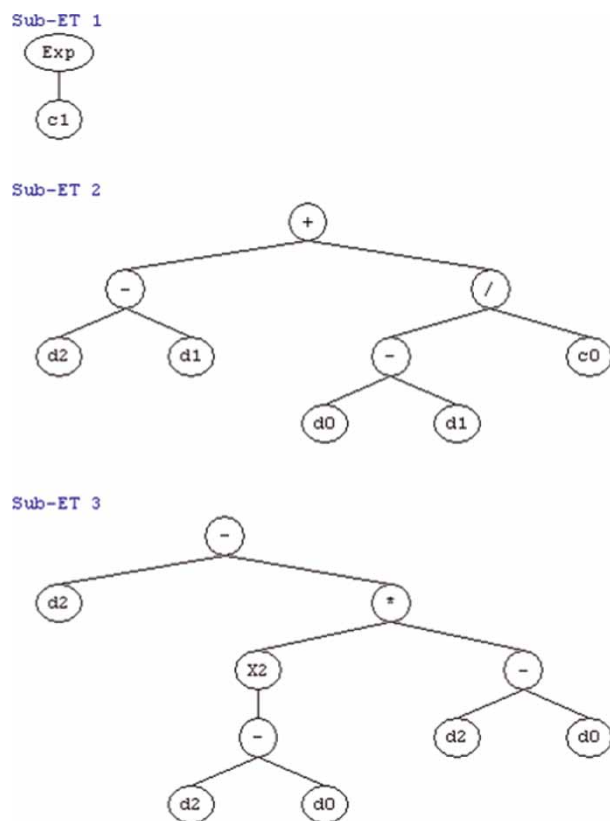 Sub-ET 1
Exp
c1
Sub-ET 2
+
- /
d2 d1 - c0
d0 d1
Sub-ET 3
-
d2 *
X2 -
- d2 d0
d2 d0